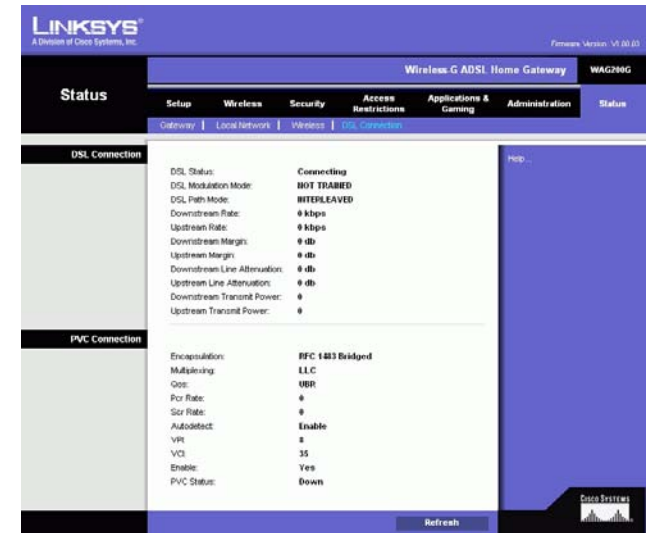 LINKSYS®
A Division of Cisco Systems, Inc.
Firmware Version: V1.00.03
Wireless-G ADSL Home Gateway WAG200G
Status
Setup Wireless Security Access Restrictions Applications & Gaming Administration Status
Gateway | Local Network | Wireless | DSL Connection
DSL Connection
Help...
DSL Status: Connecting
DSL Modulation Mode: NOT TRAINED
DSL Path Mode: INTERLEAVED
Downstream Rate: 0 kbps
Upstream Rate: 0 kbps
Downstream Margin: 0 db
Upstream Margin: 0 db
Downstream Line Attenuation: 0 db
Upstream Line Attenuation: 0 db
Downstream Transmit Power: 0
Upstream Transmit Power: 0
PVC Connection
Encapsulation: RFC 1483 Bridged
Multiplexing: LLC
Qos: UBR
Pcr Rate: 0
Scr Rate: 0
Autodetect: Enable
VPI: 8
VCI: 35
Enable: Yes
PVC Status: Down
Refresh
CISCO SYSTEMS